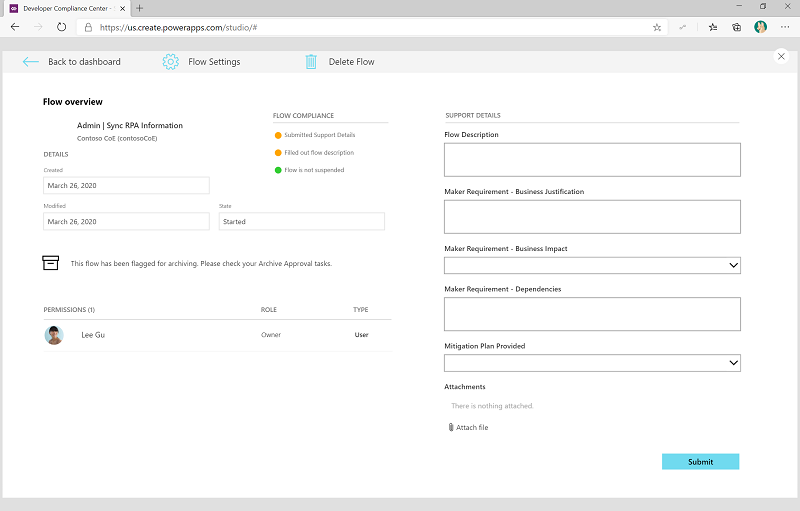 Developer Compliance Center - S
https://us.create.powerapps.com/studio/#
Back to dashboard
Flow Settings
Delete Flow
Flow overview
Admin | Sync RPA Information
Contoso CoE (contosoCoE)
DETAILS
Created
March 26, 2020
Modified
State
March 26, 2020
Started
This flow has been flagged for archiving. Please check your Archive Approval tasks.
PERMISSIONS (1)
ROLE
TYPE
Lee Gu
Owner
User
FLOW COMPLIANCE
Submitted Support Details
Filled out flow description
Flow is not suspended
SUPPORT DETAILS
Flow Description
Maker Requirement - Business Justification
Maker Requirement - Business Impact
Maker Requirement - Dependencies
Mitigation Plan Provided
Attachments
There is nothing attached.
Attach file
Submit